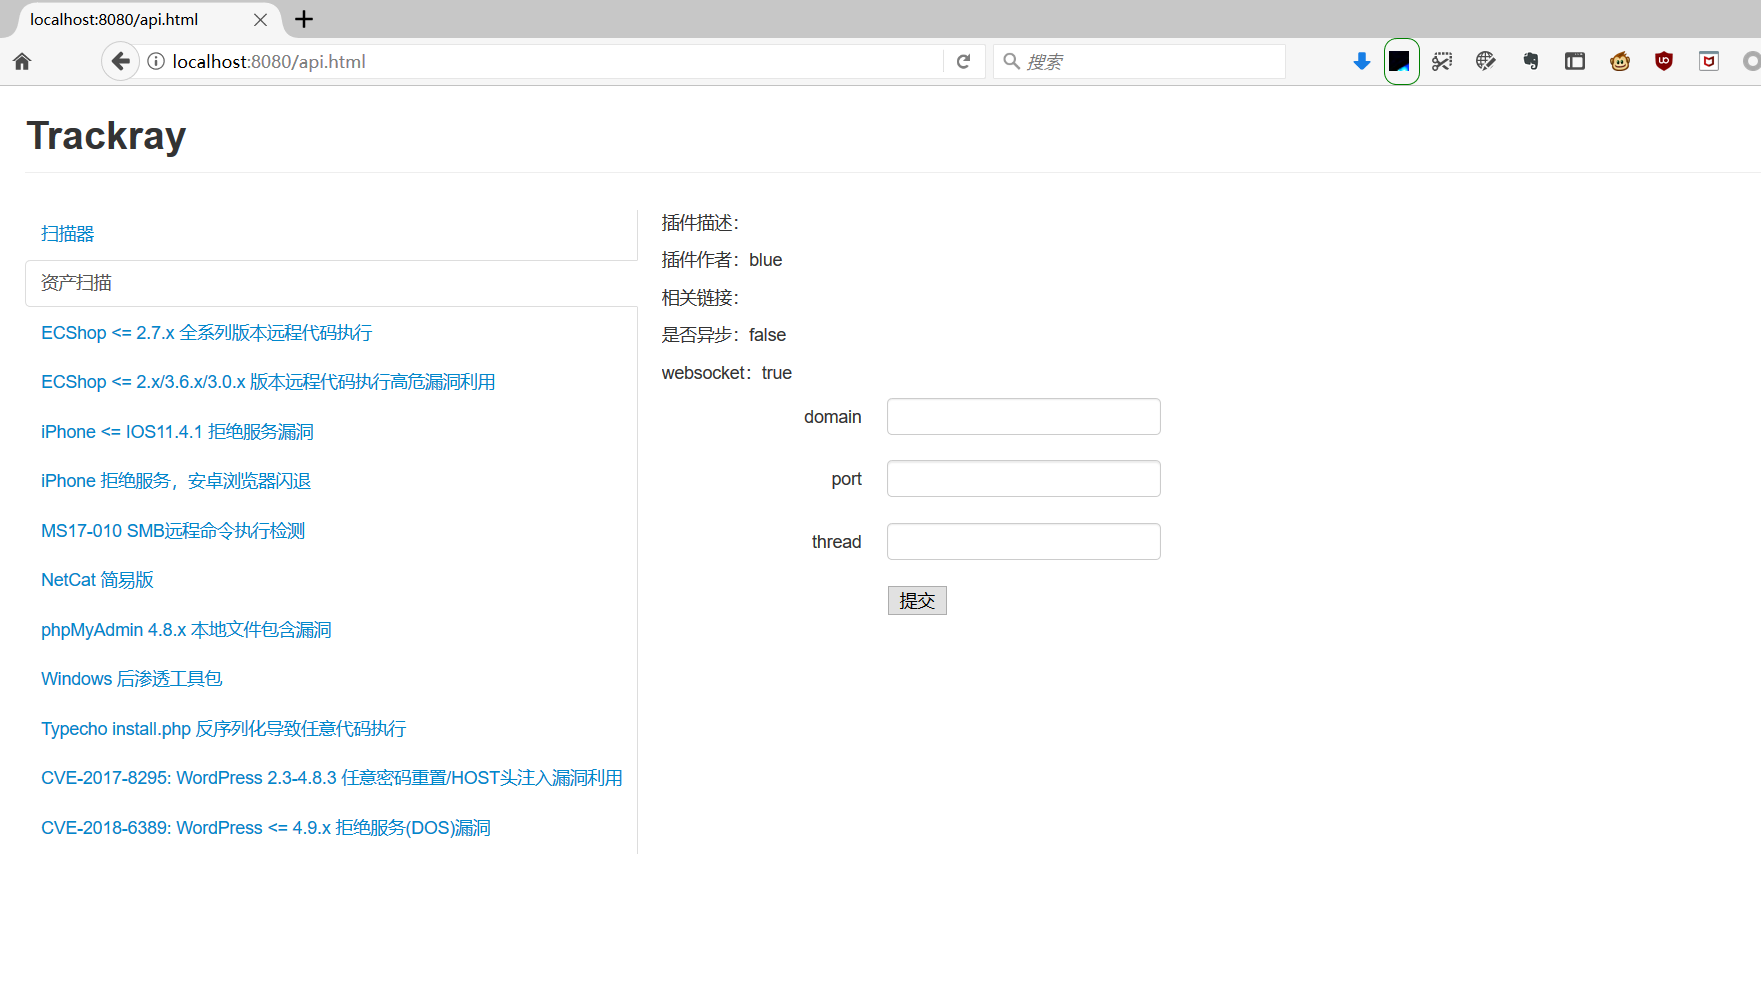 localhost:8080/api.html
localhost:8080/api.html
搜索
Trackray
扫描器
资产扫描
ECShop <= 2.7.x 全系列版本远程代码执行
ECShop <= 2.x/3.6.x/3.0.x 版本远程代码执行高危漏洞利用
iPhone <= IOS11.4.1 拒绝服务漏洞
iPhone 拒绝服务，安卓浏览器闪退
MS17-010 SMB远程命令执行检测
NetCat 简易版
phpMyAdmin 4.8.x 本地文件包含漏洞
Windows 后渗透工具包
Typecho install.php 反序列化导致任意代码执行
CVE-2017-8295: WordPress 2.3-4.8.3 任意密码重置/HOST头注入漏洞利用
CVE-2018-6389: WordPress <= 4.9.x 拒绝服务(DOS)漏洞
插件描述：
插件作者：blue
相关链接：
是否异步：false
websocket：true
domain
port
thread
提交